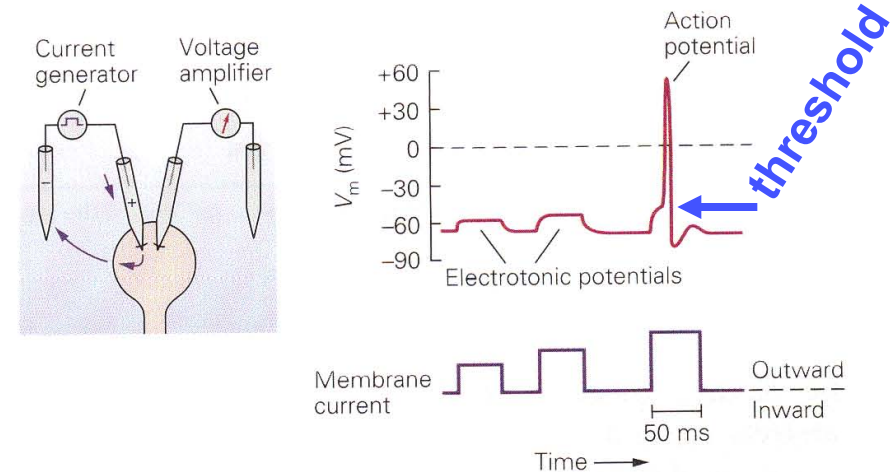 Current
generator
Voltage
amplifier
−
+
Action
potential
threshold
+60
+30
0
−30
−60
−90
Vm (mV)
Electrotonic potentials
Membrane
current
Outward
Inward
50 ms
Time